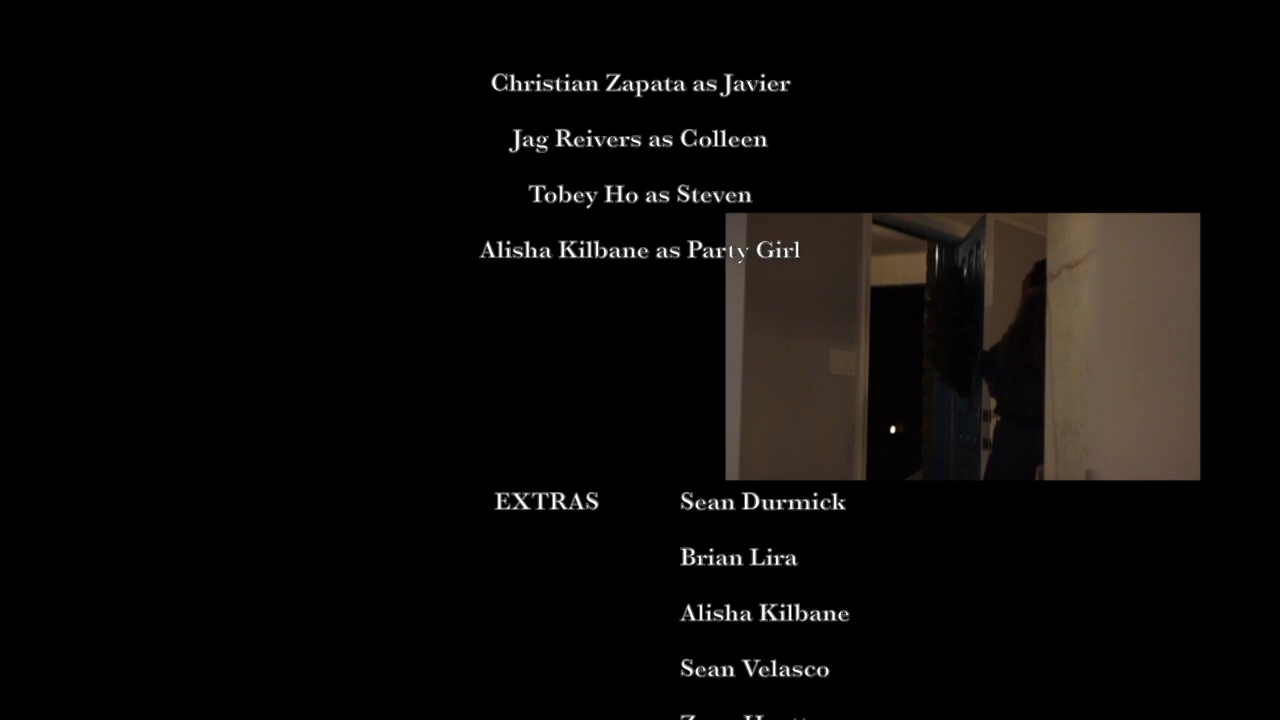 Christian Zapata as Javier
Jag Reivers as Colleen
Tobey Ho as Steven
Alisha Kilbane as Party Girl
EXTRAS Sean Durmick
Brian Lira
Alisha Kilbane
Sean Velasco